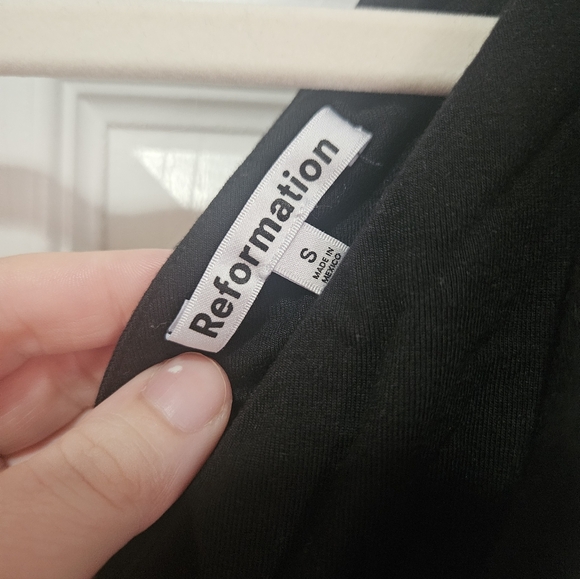 Reformation
S
MADE IN
MEXICO